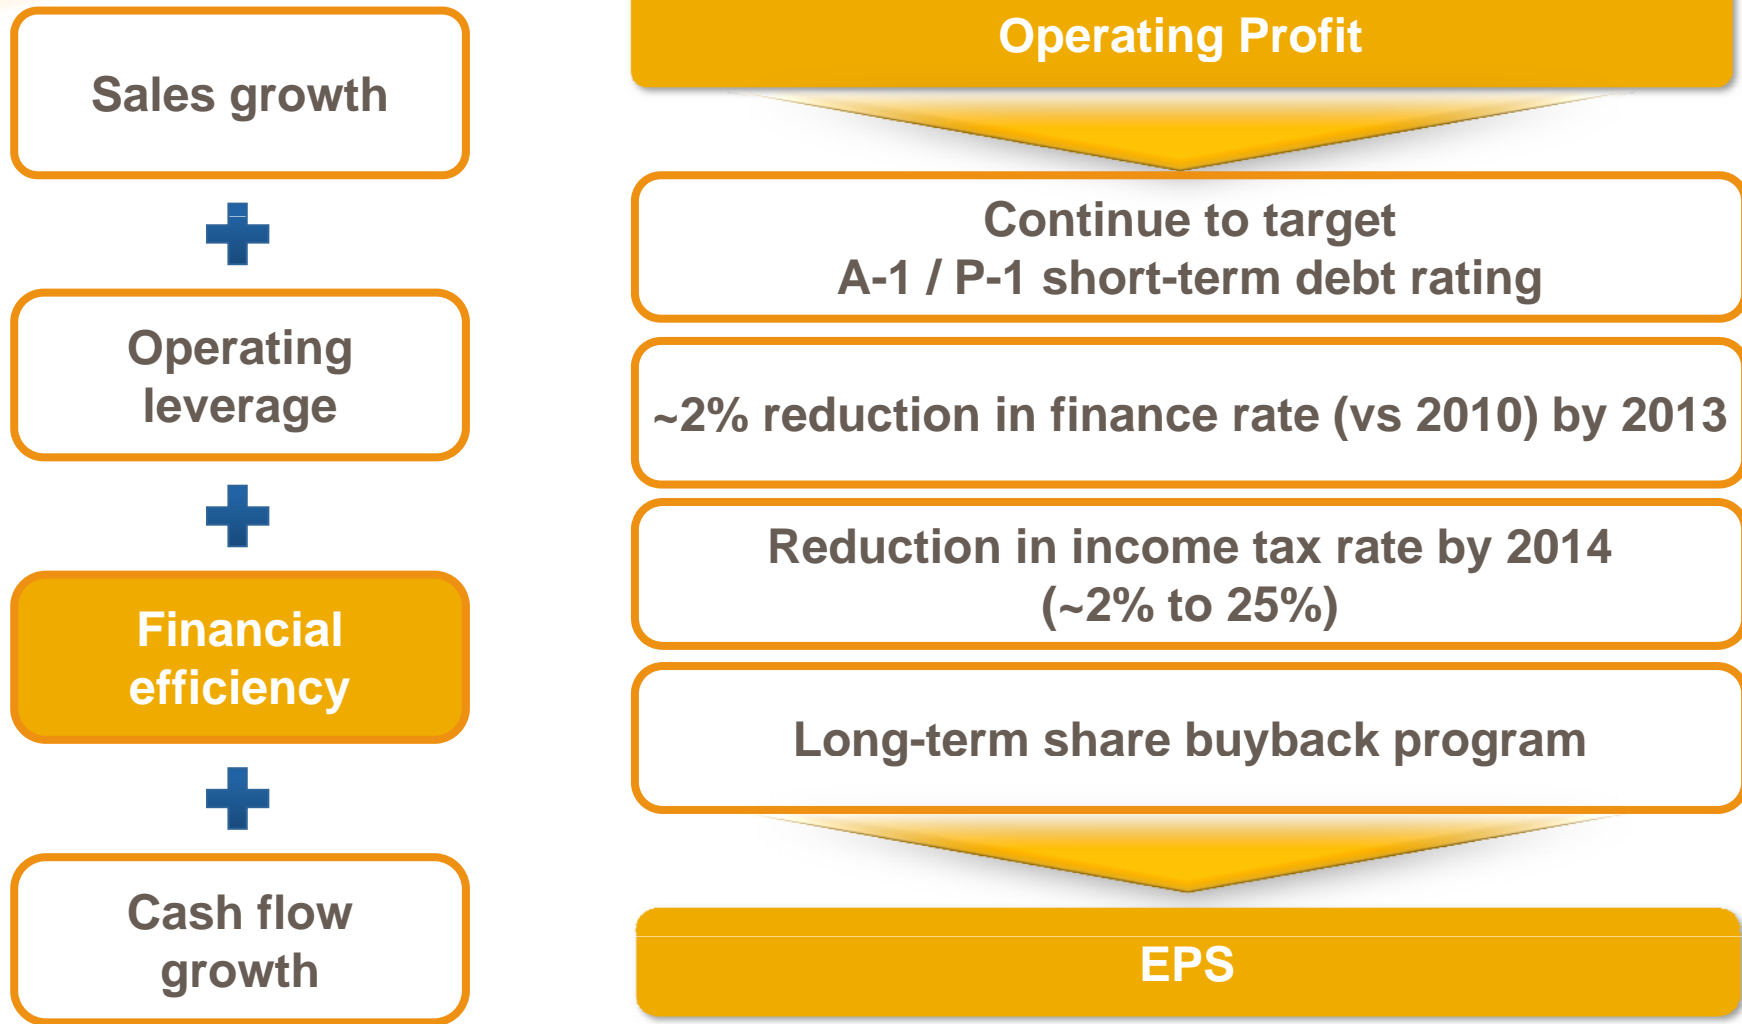 Sales growth
Operating
leverage
Financial
efficiency
Cash flow
growth
Operating Profit
Continue to target
A-1 / P-1 short-term debt rating
~2% reduction in finance rate (vs 2010) by 2013
Reduction in income tax rate by 2014
(~2% to 25%)
Long-term share buyback program
EPS